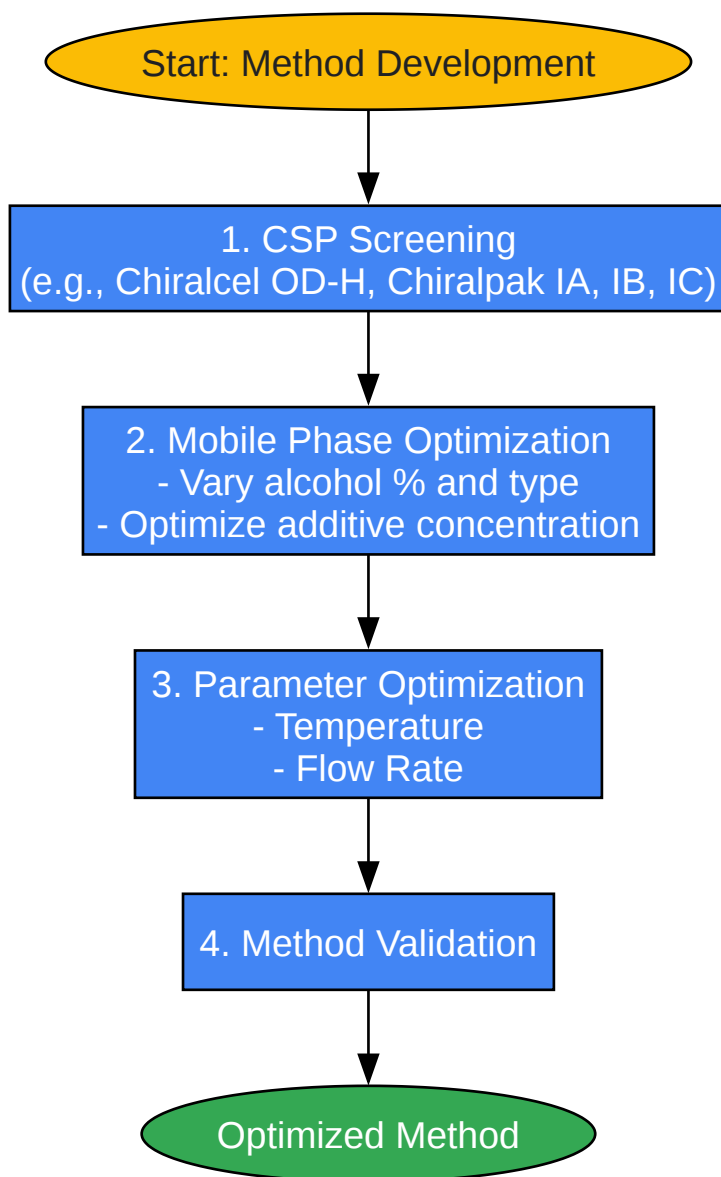 Start: Method Development
1. CSP Screening
(e.g., Chiralcel OD-H, Chiralpak IA, IB, IC)
2. Mobile Phase Optimization
- Vary alcohol % and type
- Optimize additive concentration
3. Parameter Optimization
- Temperature
- Flow Rate
4. Method Validation
Optimized Method